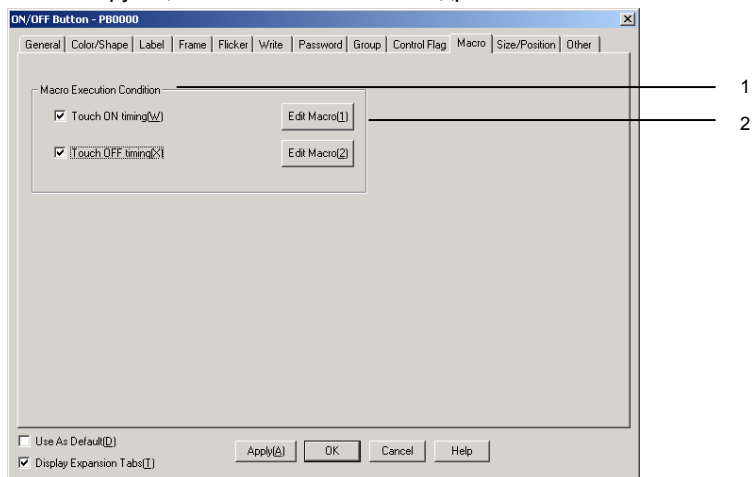 ON/OFF Button - PB0000
General Color/Shape Label Frame Flicker Write Password Group Control Flag Macro Size/Position Other
Macro Execution Condition 1
Touch ON timing(W) Edit Macro(1) 2
Touch OFF timing(X) Edit Macro(2)
Use As Default(D)
Display Expansion Tabs(T)
Apply(A) OK Cancel Help